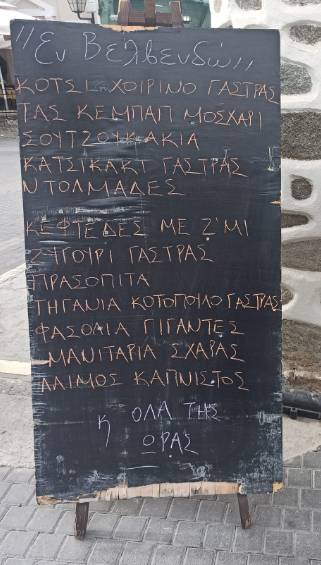 "Εν Βελβενδώ"
ΚΟΤΣΙ ΧΟΙΡΙΝΟ ΓΑΣΤΡΑΣ
ΤΑΣ ΚΕΜΠΑΠ ΜΟΣΧΑΡΙ
ΣΟΥΤΖΟΥΚΑΚΙΑ
ΚΑΤΣΙΚΑΚΙ ΓΑΣΤΡΑΣ
ΝΤΟΛΜΑΔΕΣ
ΚΕΦΤΕΔΕΣ ΜΕ Ζ'ΜΙ
ΖΥΓΟΥΡΙ ΓΑΣΤΡΑΣ
ΠΡΑΣΟΠΙΤΑ
ΤΗΓΑΝΙΑ ΚΟΤΟΠΟΥΛΟ ΓΑΣΤΡΑΣ
ΦΑΣΟΛΙΑ ΓΙΓΑΝΤΕΣ
ΜΑΝΙΤΑΡΙΑ ΣΧΑΡΑΣ
ΛΑΙΜΟΣ ΚΑΠΝΙΣΤΟΣ
Κ ΟΛΑ ΤΗΣ
ΩΡΑΣ